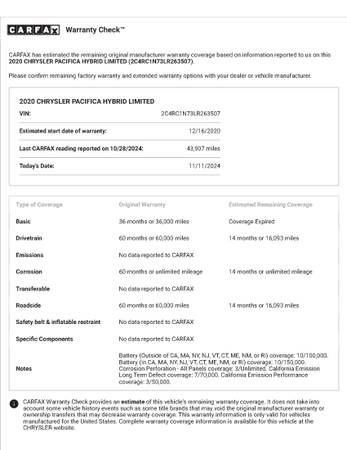 CARFAX Warranty Check™
CARFAX has estimated the remaining original manufacturer warranty coverage based on information reported to us on this
2020 CHRYSLER PACIFICA HYBRID LIMITED (2C4RC1N73LR263507).
Please confirm remaining factory warranty and extended warranty options with your dealer or vehicle manufacturer.
2020 CHRYSLER PACIFICA HYBRID LIMITED
VIN: 2C4RC1N73LR263507
Estimated start date of warranty: 12/16/2020
Last CARFAX reading reported on 10/28/2024: 43,907 miles
Today's Date: 11/11/2024
Type of Coverage Original Warranty Estimated Remaining Coverage
Basic 36 months or 36,000 miles Coverage Expired
Drivetrain 60 months or 60,000 miles 14 months or 16,093 miles
Emissions No data reported to CARFAX
Corrosion 60 months or unlimited mileage 14 months or unlimited mileage
Transferable No data reported to CARFAX
Roadside 60 months or 60,000 miles 14 months or 16,093 miles
Safety belt & inflatable restraint No data reported to CARFAX
Specific Components No data reported to CARFAX
Notes
Battery (Outside of CA, MA, NY, NJ, VT, CT, ME, NM, or RI) coverage: 10/100,000.
Battery (in CA, MA, NY, NJ, VT, CT, ME, NM, or RI) coverage: 10/150,000.
Corrosion Perforation - All Panels coverage: 3/Unlimited. California Emission
Long Term Defect coverage: 7/70,000. California Emission Performance
coverage: 3/50,000.
CARFAX Warranty Check provides an estimate of this vehicle's remaining warranty coverage. It does not take into
account some vehicle history events such as some title brands that may void the original manufacturer warranty or
ownership transfers that may decrease warranty coverage. This warranty information is only valid for vehicles
manufactured for the United States. Complete warranty coverage information is available for this vehicle at the
CHRYSLER website.